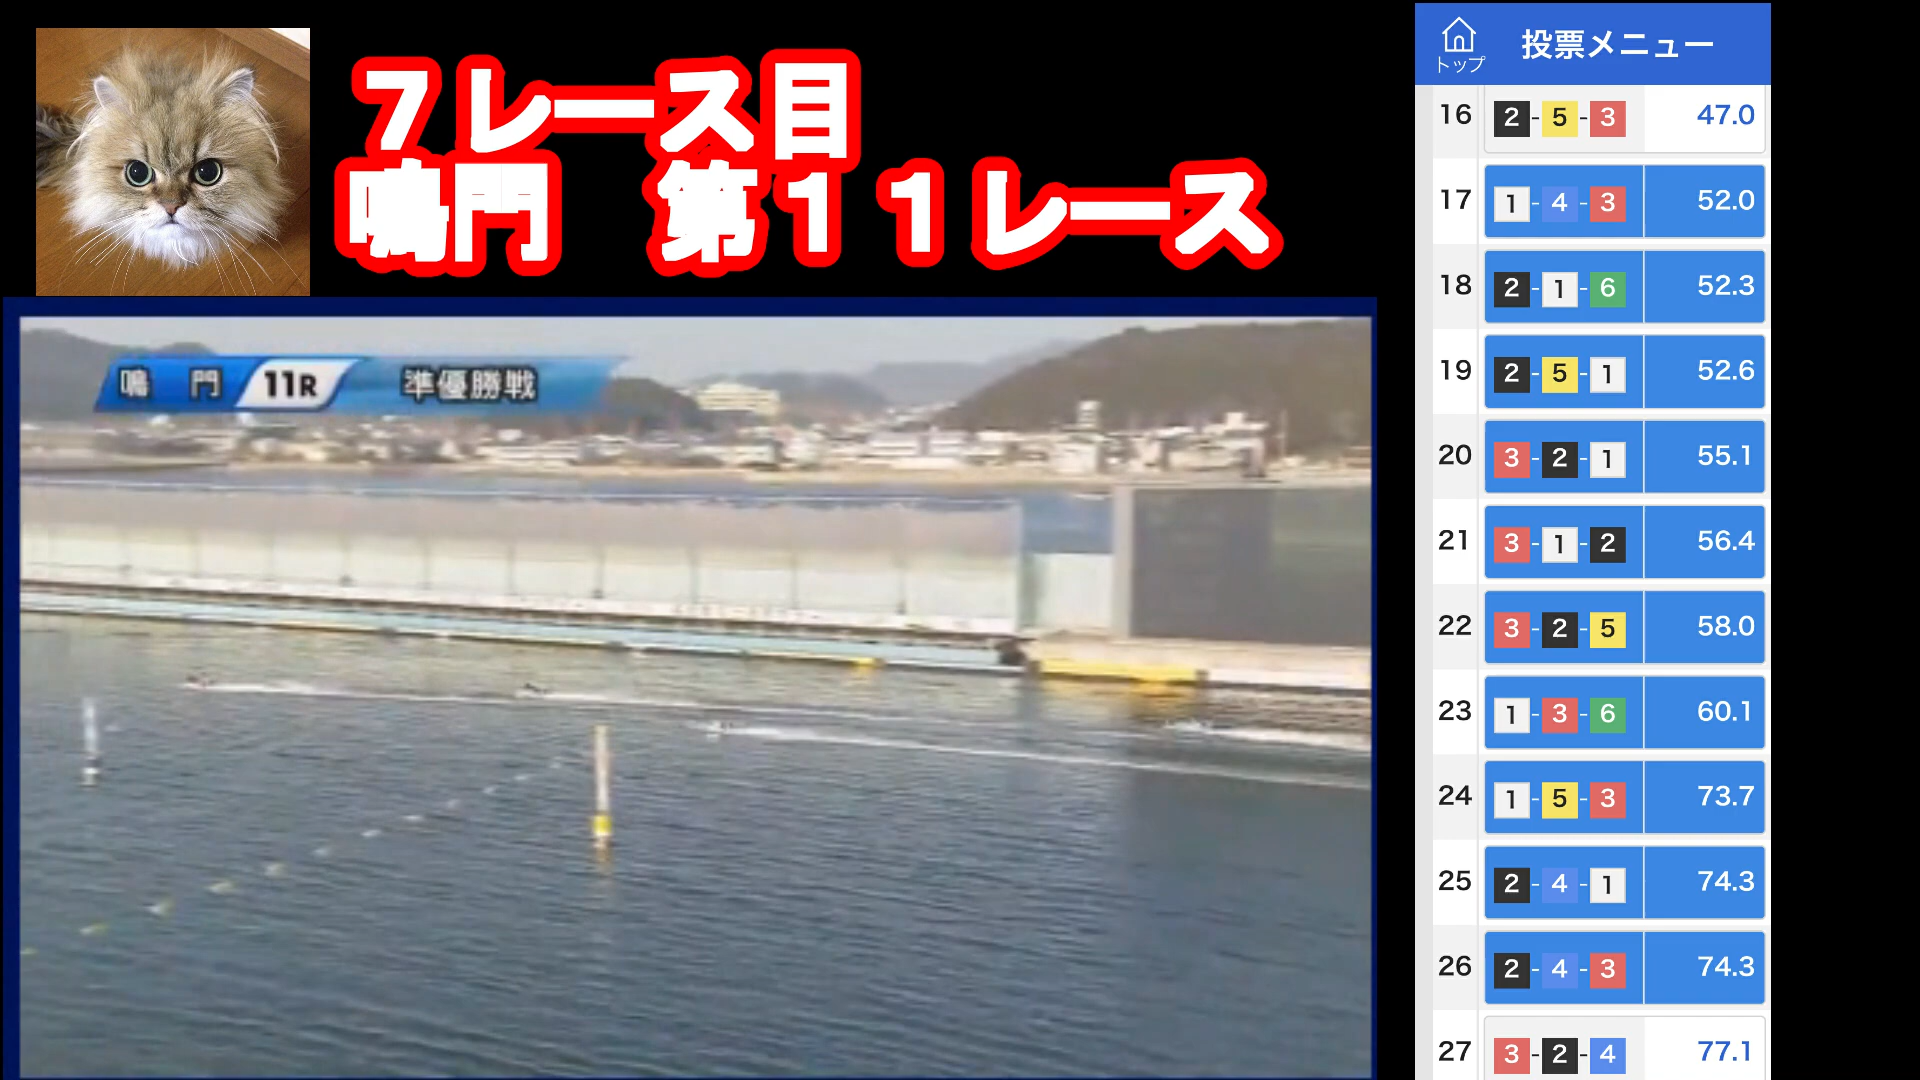 ７レース目
鳴門　第１１レース
鳴門 11R 準優勝戦
トップ 投票メニュー
16 2-5-3 47.0
17 1-4-3 52.0
18 2-1-6 52.3
19 2-5-1 52.6
20 3-2-1 55.1
21 3-1-2 56.4
22 3-2-5 58.0
23 1-3-6 60.1
24 1-5-3 73.7
25 2-4-1 74.3
26 2-4-3 74.3
27 3-2-4 77.1